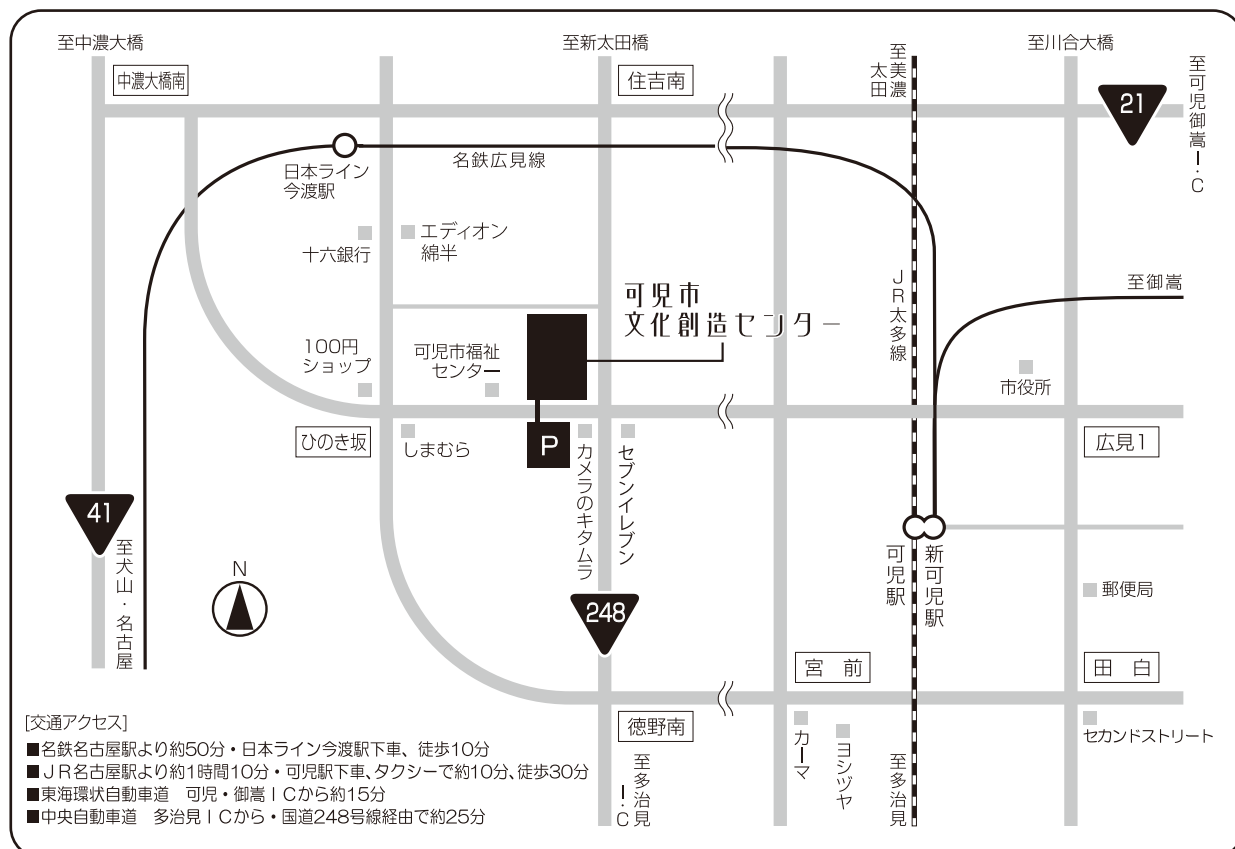 至中濃大橋
至新太田橋
至川合大橋
中濃大橋南
住吉南
至美濃
太田
21
至可児御嵩I・C
日本ライン
今渡駅
名鉄広見線
十六銀行
エディオン
綿半
JR太多線
至御嵩
可児市
文化創造センター
100円
ショップ
可児市福祉
センター
市役所
ひのき坂
しまむら
P
カメラのキタムラ
セブンイレブン
広見1
41
至犬山・名古屋
N
248
可児駅
新可児駅
郵便局
宮 前
田 白
徳野南
至多治見I・C
カーマ
ヨシヅヤ
至多治見
セカンドストリート
[交通アクセス]
■名鉄名古屋駅より約50分・日本ライン今渡駅下車、徒歩10分
■JR名古屋駅より約1時間10分・可児駅下車、タクシーで約10分、徒歩30分
■東海環状自動車道 可児・御嵩ICから約15分
■中央自動車道 多治見ICから・国道248号線経由で約25分